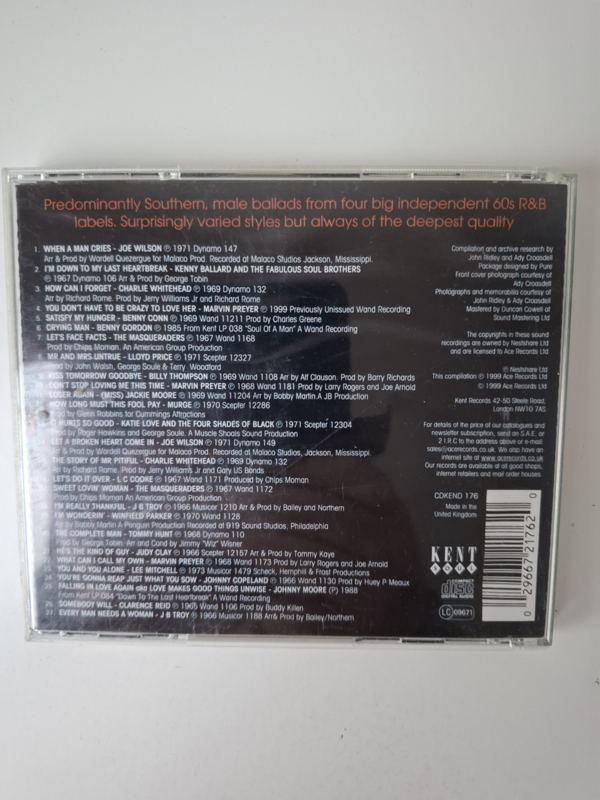 Predominantly Southern, male ballads from four big independent 60s R&B
labels. Surprisingly varied styles but always of the deepest quality
1. WHEN A MAN CRIES - JOE WILSON ℗ 1971 Dynamo 147
Arr & Prod by Wardell Quezergue for Malaco Prod. Recorded at Malaco Studios Jackson, Mississippi.
2. I'M DOWN TO MY LAST HEARTBREAK - KENNY BALLARD AND THE FABULOUS SOUL BROTHERS
℗ 1967 Dynamo 106 Arr & Prod by George Tobin
3. HOW CAN I FORGET - CHARLIE WHITEHEAD ℗ 1969 Dynamo 132
Arr by Richard Rome. Prod by Jerry Williams Jr and Richard Rome
4. YOU DON'T HAVE TO BE CRAZY TO LOVE HER - MARVIN PREYER ℗ 1999 Previously Unissued Wand Recording
5. SATISFY MY HUNGER - BENNY CONN ℗ 1969 Wand 11211 Prod by Charles Greene
6. CRYING MAN - BENNY GORDON ℗ 1985 From Kent LP 038 "Soul Of A Man" A Wand Recording
7. LET'S FACE FACTS - THE MASQUERADERS ℗ 1967 Wand 1168
Prod by Chips Moman. An American Group Production
8. MR AND MRS.UNTRUE - LLOYD PRICE ℗ 1971 Scepter 12327
Prod by John Walsh, George Soule & Terry Woodford
9. KISS TOMORROW GOODBYE - BILLY THOMPSON ℗ 1969 Wand 1108 Arr by Alf Clauson. Prod by Barry Richards
DON'T STOP LOVING ME THIS TIME - MARVIN PREYER ℗ 1968 Wand 1181 Prod by Larry Rogers and Joe Arnold
LOSER AGAIN - (MISS) JACKIE MOORE ℗ 1969 Wand 11204 Arr by Bobby Martin.A JB Production
HOW LONG MUST THIS FOOL PAY - MURGE ℗ 1970 Scepter 12286
Prod by Glenis Robbins for Cummings Attractions
IT HURTS SO GOOD - KATIE LOVE AND THE FOUR SHADES OF BLACK ℗ 1971 Scepter 12304
Prod by Roger Hawkins and George Soule. A Muscle Shoals Sound Production
LET A BROKEN HEART COME IN - JOE WILSON ℗ 1971 Dynamo 149
Arr & Prod by Wardell Quezergue for Malaco Prod. Recorded at Malaco Studios, Jackson, Mississippi
THE STORY OF MR PITIFUL - CHARLIE WHITEHEAD ℗ 1969 Dynamo 132
Arr by Richard Rome. Prod by Jerry Williams Jr and Gary US Bonds
LET'S DO IT OVER - L C COOKE ℗ 1967 Wand 1171 Produced by Chips Moman
SWEET LOVIN' WOMAN - THE MASQUERADERS ℗ 1967 Wand 1172
Prod by Chips Moman An American Group Production
I'M REALLY THANKFUL - J B TROY ℗ 1966 Musicor 1210 Arr & Prod by Bailey and Northern
I'M WONDERIN' - WINFIELD PARKER ℗ 1970 Wand 1128
Arr by Bobby Martin A Penguin Production Recorded at 919 Sound Studios, Philadelphia
THE COMPLETE MAN - TOMMY HUNT ℗ 1968 Dynamo 110
Prod by George Tobin. Arr and Cond by Jimmy "Wiz" Wisner
HE'S THE KIND OF GUY - JUDY CLAY ℗ 1966 Scepter 12157 Arr & Prod by Tommy Kaye
WHAT CAN I CALL MY OWN - MARVIN PREYER ℗ 1968 Wand 1173 Prod by Larry Rogers and Joe Arnold
YOU AND YOU ALONE - LEE MITCHELL ℗ 1973 Musicor 1479 Scheck, Hemphill & Frost Productions
24. YOU'RE GONNA REAP JUST WHAT YOU SOW - JOHNNY COPELAND ℗ 1966 Wand 1130 Prod by Huey P Meaux
25. FALLING IN LOVE AGAIN aka LOVE MAKES GOOD THINGS UNWISE - JOHNNY MOORE (P) 1988
From Kent LP 084 "Down To The Last Heartbreak" A Wand Recording
26. SOMEBODY WILL - CLARENCE REID ℗ 1965 Wand 1106 Prod by Buddy Killen
27. EVERY MAN NEEDS A WOMAN - J B TROY ℗ 1966 Musicor 1188 Arr & Prod by Bailey/Northern
Compilation and archive research by
John Ridley and Ady Croasdell
Package designed by Pure
Front cover photograph courtesy of
Ady Croasdell
Photographs and memorabilia courtesy of
John Ridley and Ady Croasdell
Mastered by Duncan Cowell at
Sound Mastering Ltd
The copyrights in these sound
recordings are owned by Nestshare Ltd
and are licensed to Ace Records Ltd
℗ Nestshare Ltd
This compilation ℗ 1999 Ace Records Ltd
© 1999 Ace Records Ltd
Kent Records 42-50 Steele Road,
London NW10 7AS
For details of the price of our catalogues and
newsletter subscription, send an S.A.E. or
2 I.R.C to the address above or e-mail:
sales@acerecords.co.uk. We also have an
internet site at www.acerecords.co.uk
Our records are available at all good shops,
internet retailers and mail order houses.
CDKEND 176
Made in the
United Kingdom
KENT
SOUL
COMPACT
disc
DIGITAL AUDIO
LC 09671
0 29667 21762 0